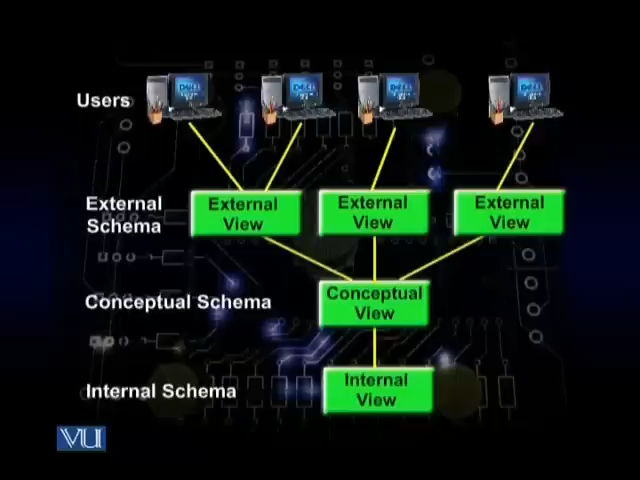 Users
External
Schema
External
View
External
View
External
View
Conceptual Schema
Conceptual
View
Internal Schema
Internal
View
VU